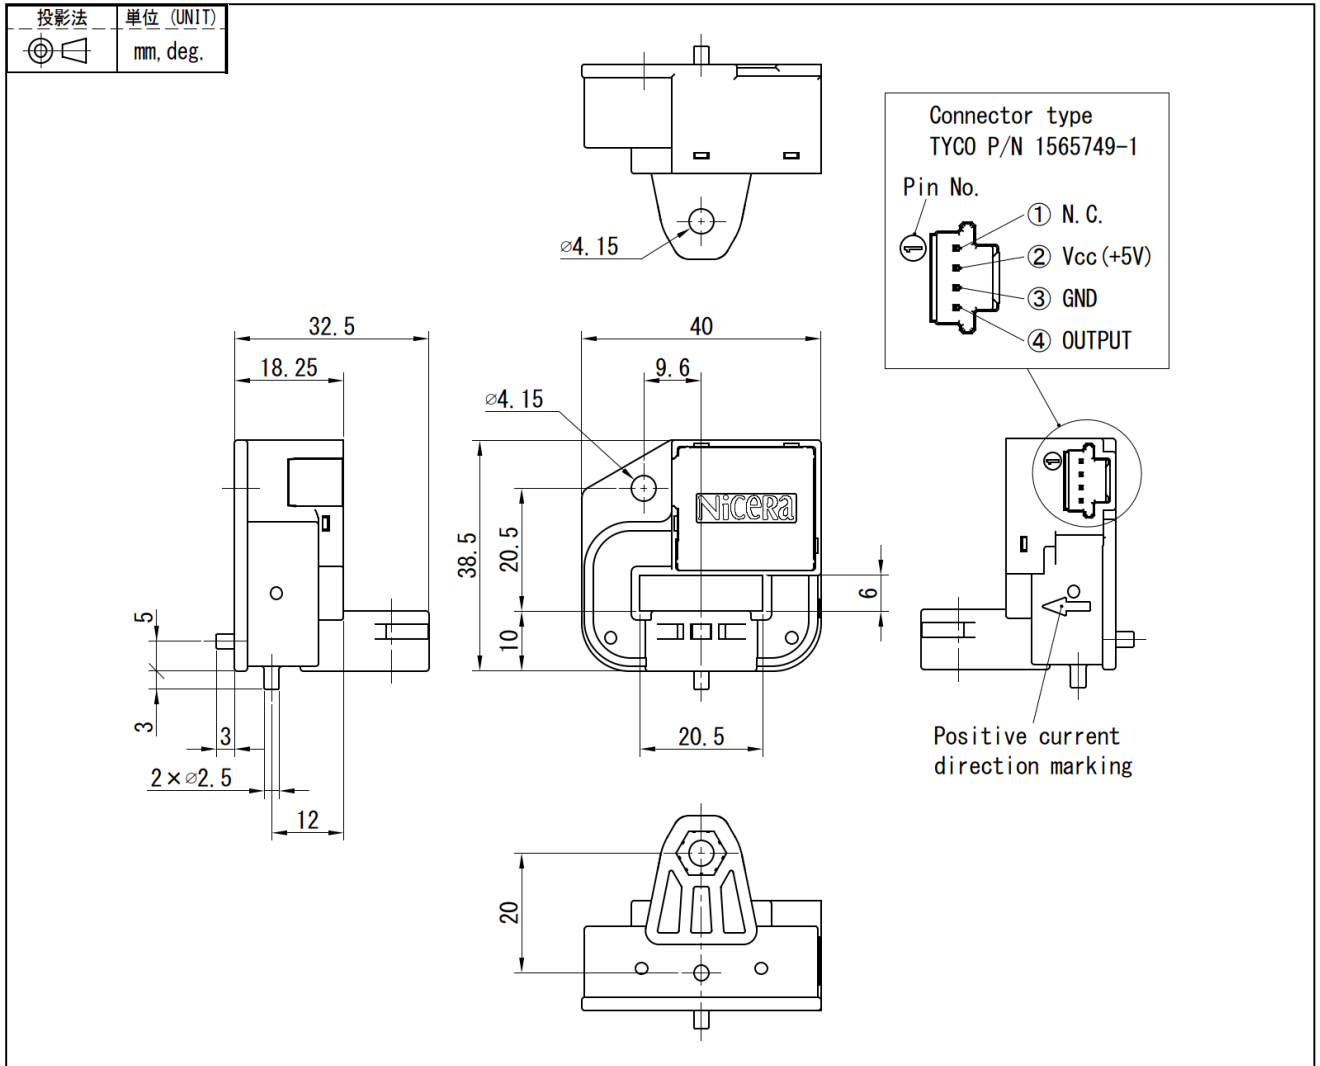 投影法
単位 (UNIT)
mm, deg.
Connector type
TYCO P/N 1565749-1
Pin No.
① N.C.
① ② Vcc(+5V)
③ GND
④ OUTPUT
⌀4.15
32.5
40
18.25
9.6
⌀4.15
①
NiCERa
38.5
20.5
6
5
10
3
3
20.5
Positive current
direction marking
2×⌀2.5
12
20